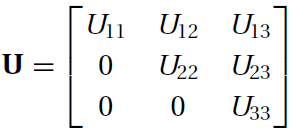 U₁₁ U₁₂ U₁₃
U = 0 U₂₂ U₂₃
0 0 U₃₃